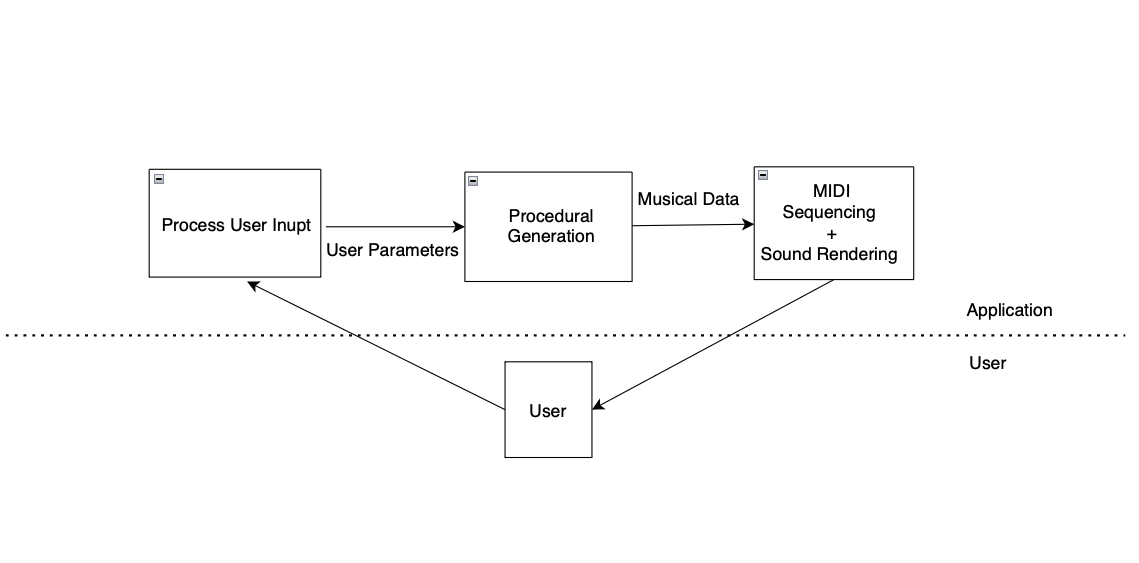 Process User Inupt
User Parameters
Procedural
Generation
Musical Data
MIDI
Sequencing
+
Sound Rendering
Application
User
User